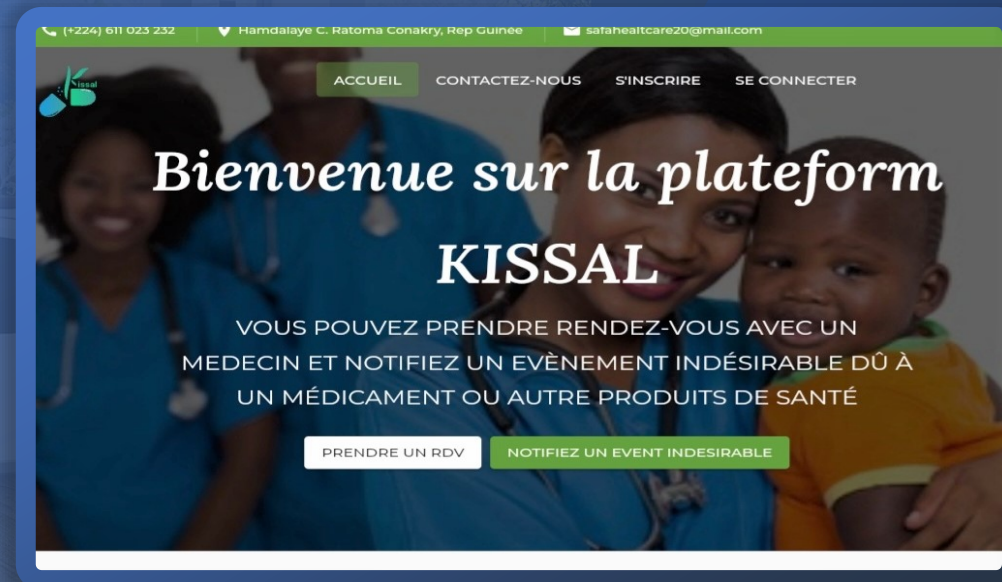 (+224) 611 023 232 Hamdalaye C. Ratoma Conakry, Rep Guinée safahealtcare20@mail.com
Kissal
ACCUEIL CONTACTEZ-NOUS S'INSCRIRE SE CONNECTER
Bienvenue sur la plateform
KISSAL
VOUS POUVEZ PRENDRE RENDEZ-VOUS AVEC UN
MEDECIN ET NOTIFIEZ UN EVÈNEMENT INDÉSIRABLE DÛ À
UN MÉDICAMENT OU AUTRE PRODUITS DE SANTÉ
PRENDRE UN RDV NOTIFIEZ UN EVENT INDESIRABLE